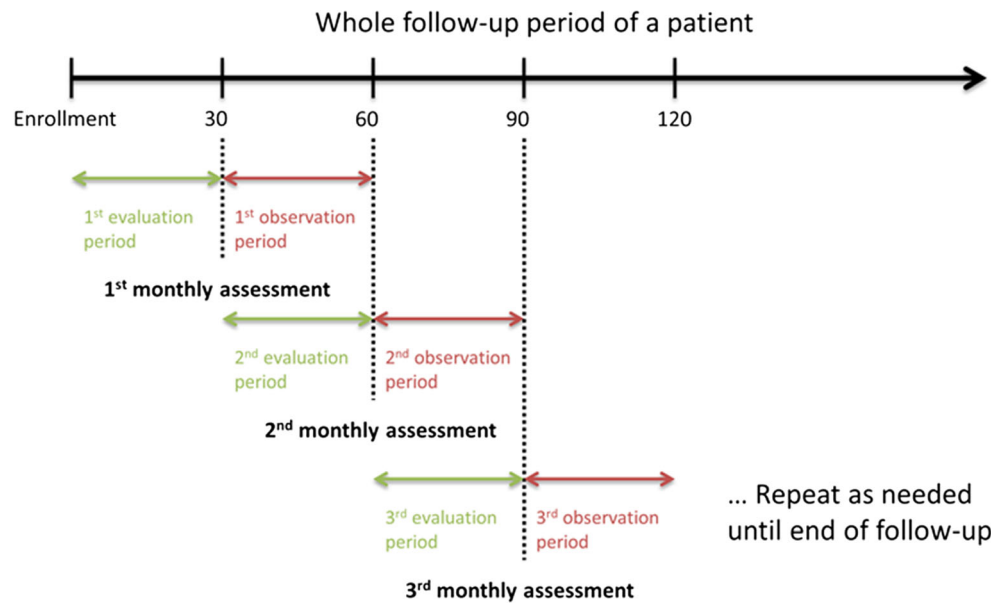 Whole follow-up period of a patient
Enrollment 30 60 90 120
1st evaluation period
1st observation period
1st monthly assessment
2nd evaluation period
2nd observation period
2nd monthly assessment
3rd evaluation period
3rd observation period
... Repeat as needed
until end of follow-up
3rd monthly assessment